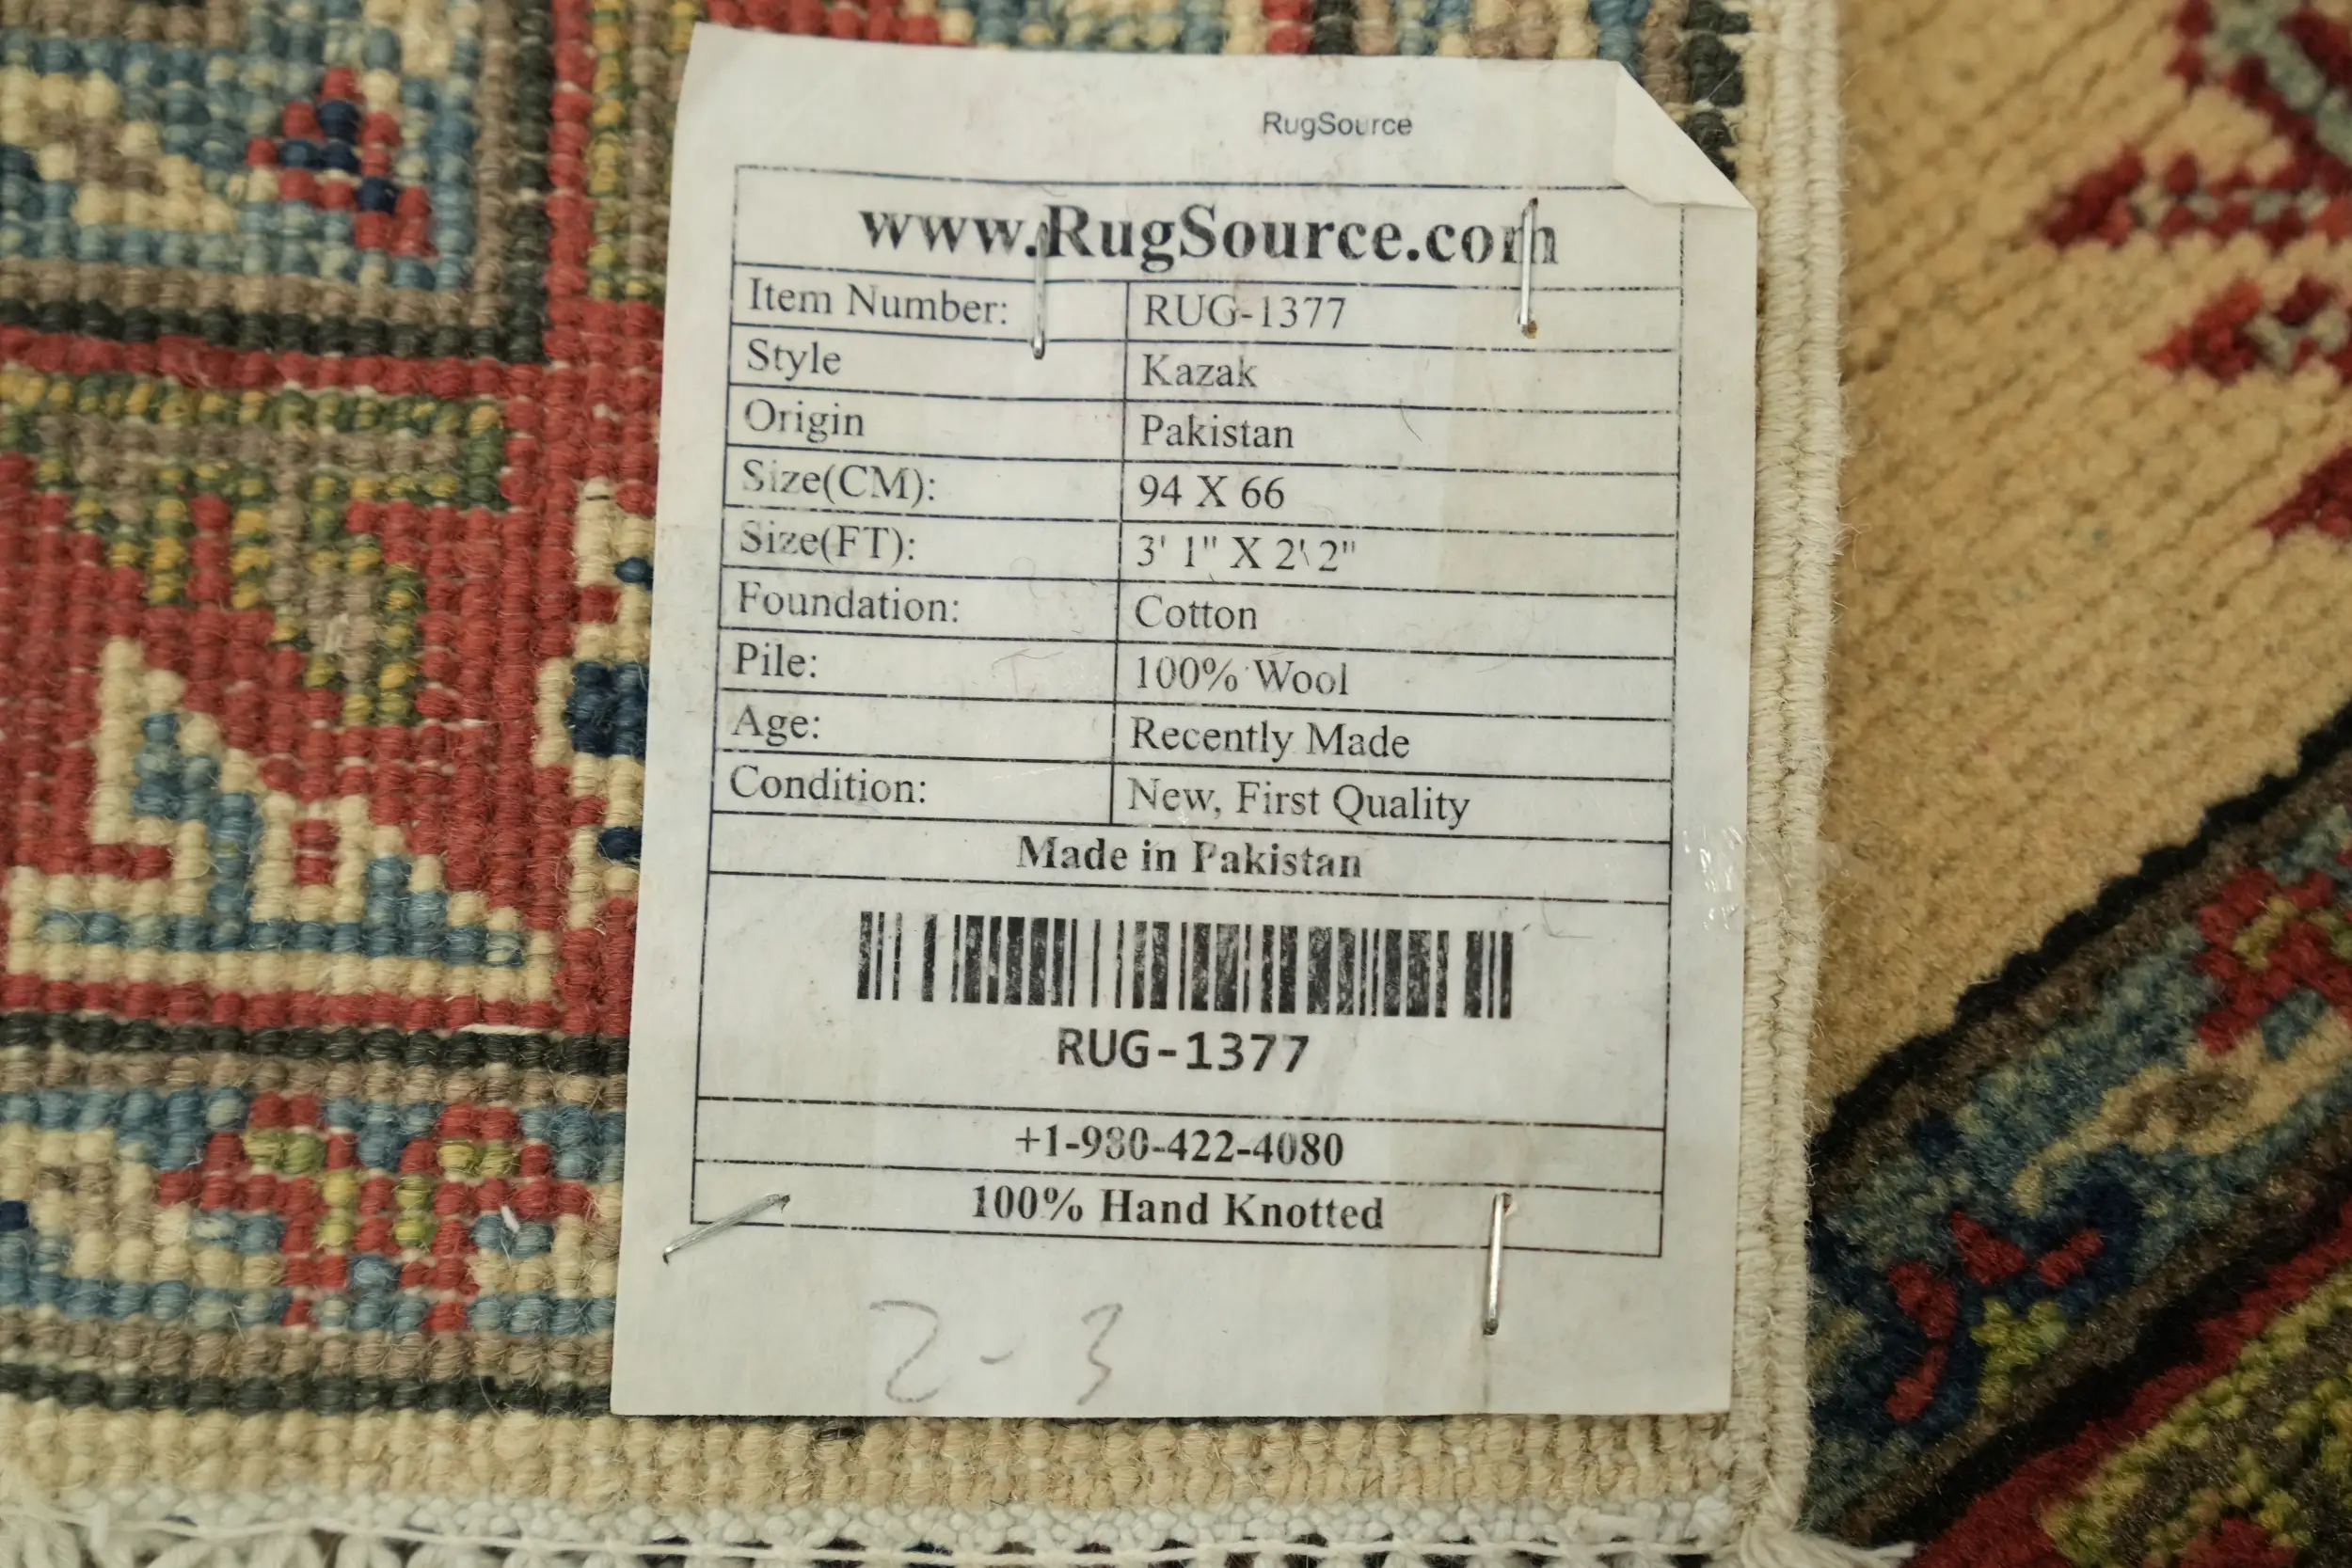 RugSource
www.RugSource.com
Item Number: RUG-1377
Style Kazak
Origin Pakistan
Size(CM): 94 X 66
Size(FT): 3' 1" X 2' 2"
Foundation: Cotton
Pile: 100% Wool
Age: Recently Made
Condition: New, First Quality
Made in Pakistan
RUG-1377
+1-980-422-4080
100% Hand Knotted
2-3